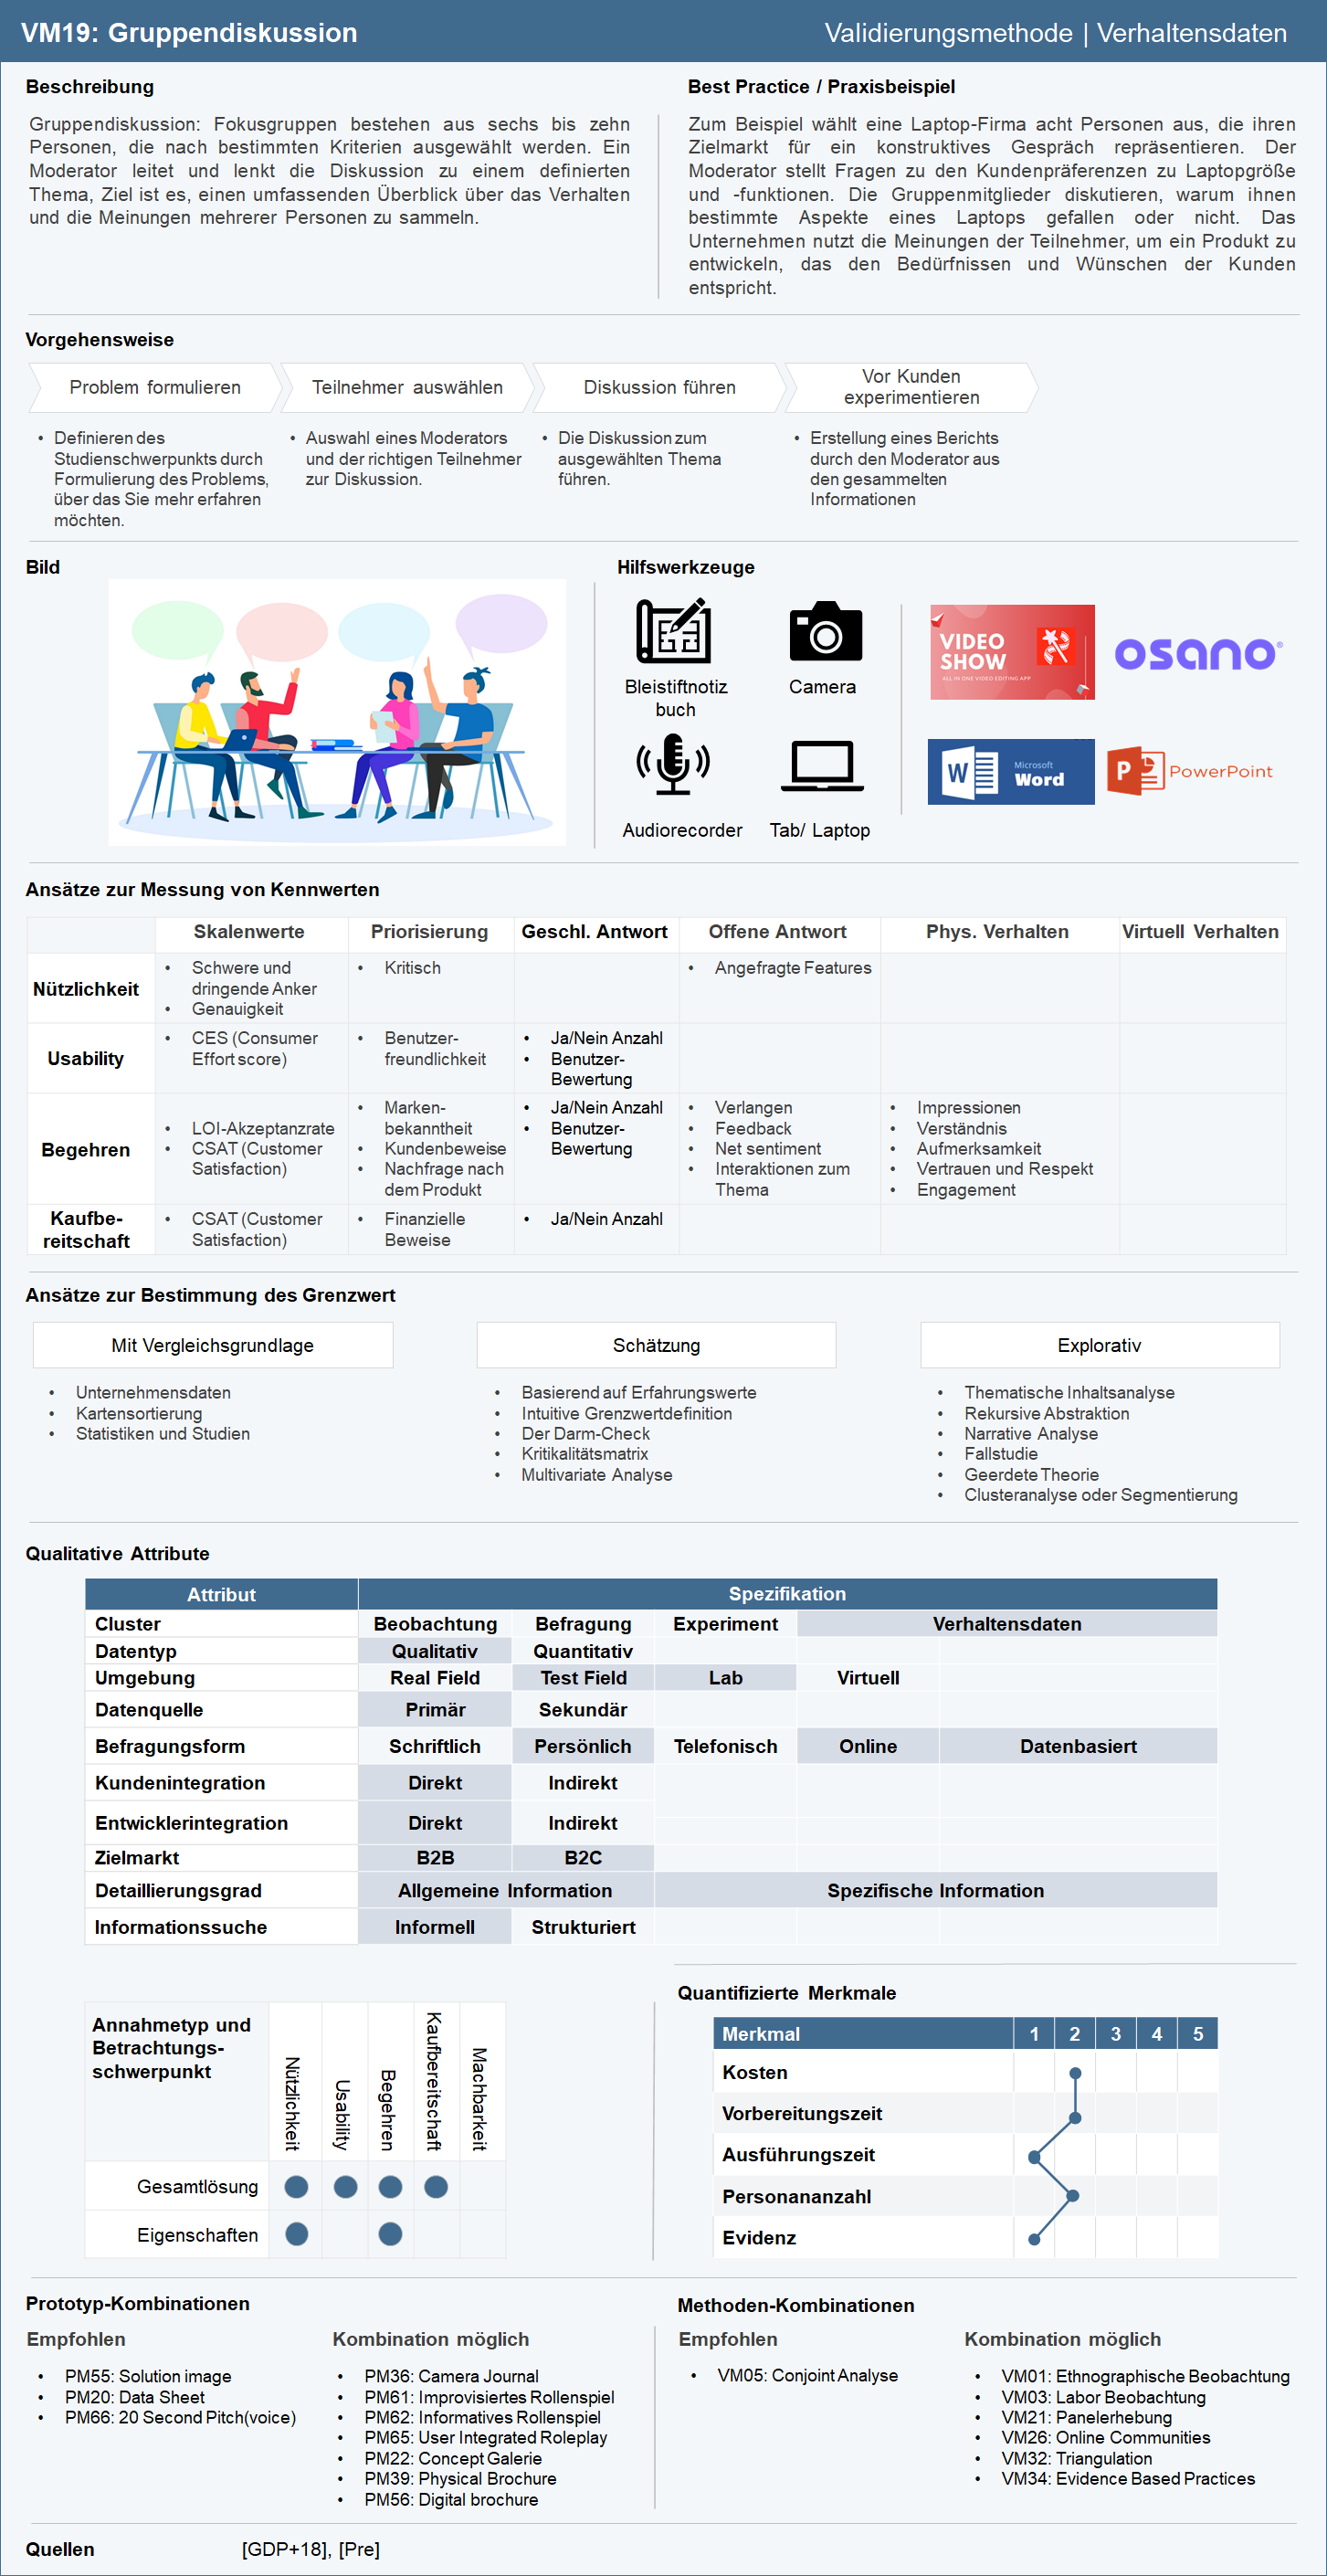 VM19: Gruppendiskussion
Validierungsmethode | Verhaltensdaten
Beschreibung
Gruppendiskussion: Fokusgruppen bestehen aus sechs bis zehn
Personen, die nach bestimmten Kriterien ausgewählt werden. Ein
Moderator leitet und lenkt die Diskussion zu einem definierten
Thema, Ziel ist es, einen umfassenden Überblick über das Verhalten
und die Meinungen mehrerer Personen zu sammeln.
Best Practice / Praxisbeispiel
Zum Beispiel wählt eine Laptop-Firma acht Personen aus, die ihren
Zielmarkt für ein konstruktives Gespräch repräsentieren. Der
Moderator stellt Fragen zu den Kundenpräferenzen zu Laptopgröße
und -funktionen. Die Gruppenmitglieder diskutieren, warum ihnen
bestimmte Aspekte eines Laptops gefallen oder nicht. Das
Unternehmen nutzt die Meinungen der Teilnehmer, um ein Produkt zu
entwickeln, das den Bedürfnissen und Wünschen der Kunden
entspricht.
Vorgehensweise
Problem formulieren
• Definieren des
Studienschwerpunkts durch
Formulierung des Problems,
über das Sie mehr erfahren
möchten.
Teilnehmer auswählen
• Auswahl eines Moderators
und der richtigen Teilnehmer
zur Diskussion.
Diskussion führen
• Die Diskussion zum
ausgewählten Thema
führen.
Vor Kunden
experimentieren
• Erstellung eines Berichts
durch den Moderator aus
den gesammelten
Informationen
Bild
Hilfswerkzeuge
Bleistiftnotiz
buch
Camera
Audiorecorder
Tab/ Laptop
VIDEO
SHOW
ALL IN ONE VIDEO EDITING APP
osano®
W
Microsoft
Word
P
PowerPoint
Ansätze zur Messung von Kennwerten
Skalenwerte Priorisierung Geschl. Antwort Offene Antwort Phys. Verhalten Virtuell Verhalten
Nützlichkeit
• Schwere und
dringende Anker
• Genauigkeit
• Kritisch
• Angefragte Features
Usability
• CES (Consumer
Effort score)
• Benutzer-
freundlichkeit
• Ja/Nein Anzahl
• Benutzer-
Bewertung
Begehren
• LOI-Akzeptanzrate
• CSAT (Customer
Satisfaction)
• Marken-
bekanntheit
• Kundenbeweise
• Nachfrage nach
dem Produkt
• Ja/Nein Anzahl
• Benutzer-
Bewertung
• Verlangen
• Feedback
• Net sentiment
• Interaktionen zum
Thema
• Impressionen
• Verständnis
• Aufmerksamkeit
• Vertrauen und Respekt
• Engagement
Kaufbe-
reitschaft
• CSAT (Customer
Satisfaction)
• Finanzielle
Beweise
• Ja/Nein Anzahl
Ansätze zur Bestimmung des Grenzwert
Mit Vergleichsgrundlage
• Unternehmensdaten
• Kartensortierung
• Statistiken und Studien
Schätzung
• Basierend auf Erfahrungswerte
• Intuitive Grenzwertdefinition
• Der Darm-Check
• Kritikalitätsmatrix
• Multivariate Analyse
Explorativ
• Thematische Inhaltsanalyse
• Rekursive Abstraktion
• Narrative Analyse
• Fallstudie
• Geerdete Theorie
• Clusteranalyse oder Segmentierung
Qualitative Attribute
Attribut Spezifikation
Cluster Beobachtung Befragung Experiment Verhaltensdaten
Datentyp Qualitativ Quantitativ
Umgebung Real Field Test Field Lab Virtuell
Datenquelle Primär Sekundär
Befragungsform Schriftlich Persönlich Telefonisch Online Datenbasiert
Kundenintegration Direkt Indirekt
Entwicklerintegration Direkt Indirekt
Zielmarkt B2B B2C
Detaillierungsgrad Allgemeine Information Spezifische Information
Informationssuche Informell Strukturiert
Annahmetyp und
Betrachtungs-
schwerpunkt
Nützlichkeit
Usability
Begehren
Kaufbereitschaft
Machbarkeit
Gesamtlösung
Eigenschaften
Quantifizierte Merkmale
Merkmal 1 2 3 4 5
Kosten
Vorbereitungszeit
Ausführungszeit
Personananzahl
Evidenz
Prototyp-Kombinationen
Empfohlen
• PM55: Solution image
• PM20: Data Sheet
• PM66: 20 Second Pitch(voice)
Kombination möglich
• PM36: Camera Journal
• PM61: Improvisiertes Rollenspiel
• PM62: Informatives Rollenspiel
• PM65: User Integrated Roleplay
• PM22: Concept Galerie
• PM39: Physical Brochure
• PM56: Digital brochure
Methoden-Kombinationen
Empfohlen
• VM05: Conjoint Analyse
Kombination möglich
• VM01: Ethnographische Beobachtung
• VM03: Labor Beobachtung
• VM21: Panelerhebung
• VM26: Online Communities
• VM32: Triangulation
• VM34: Evidence Based Practices
Quellen [GDP+18], [Pre]